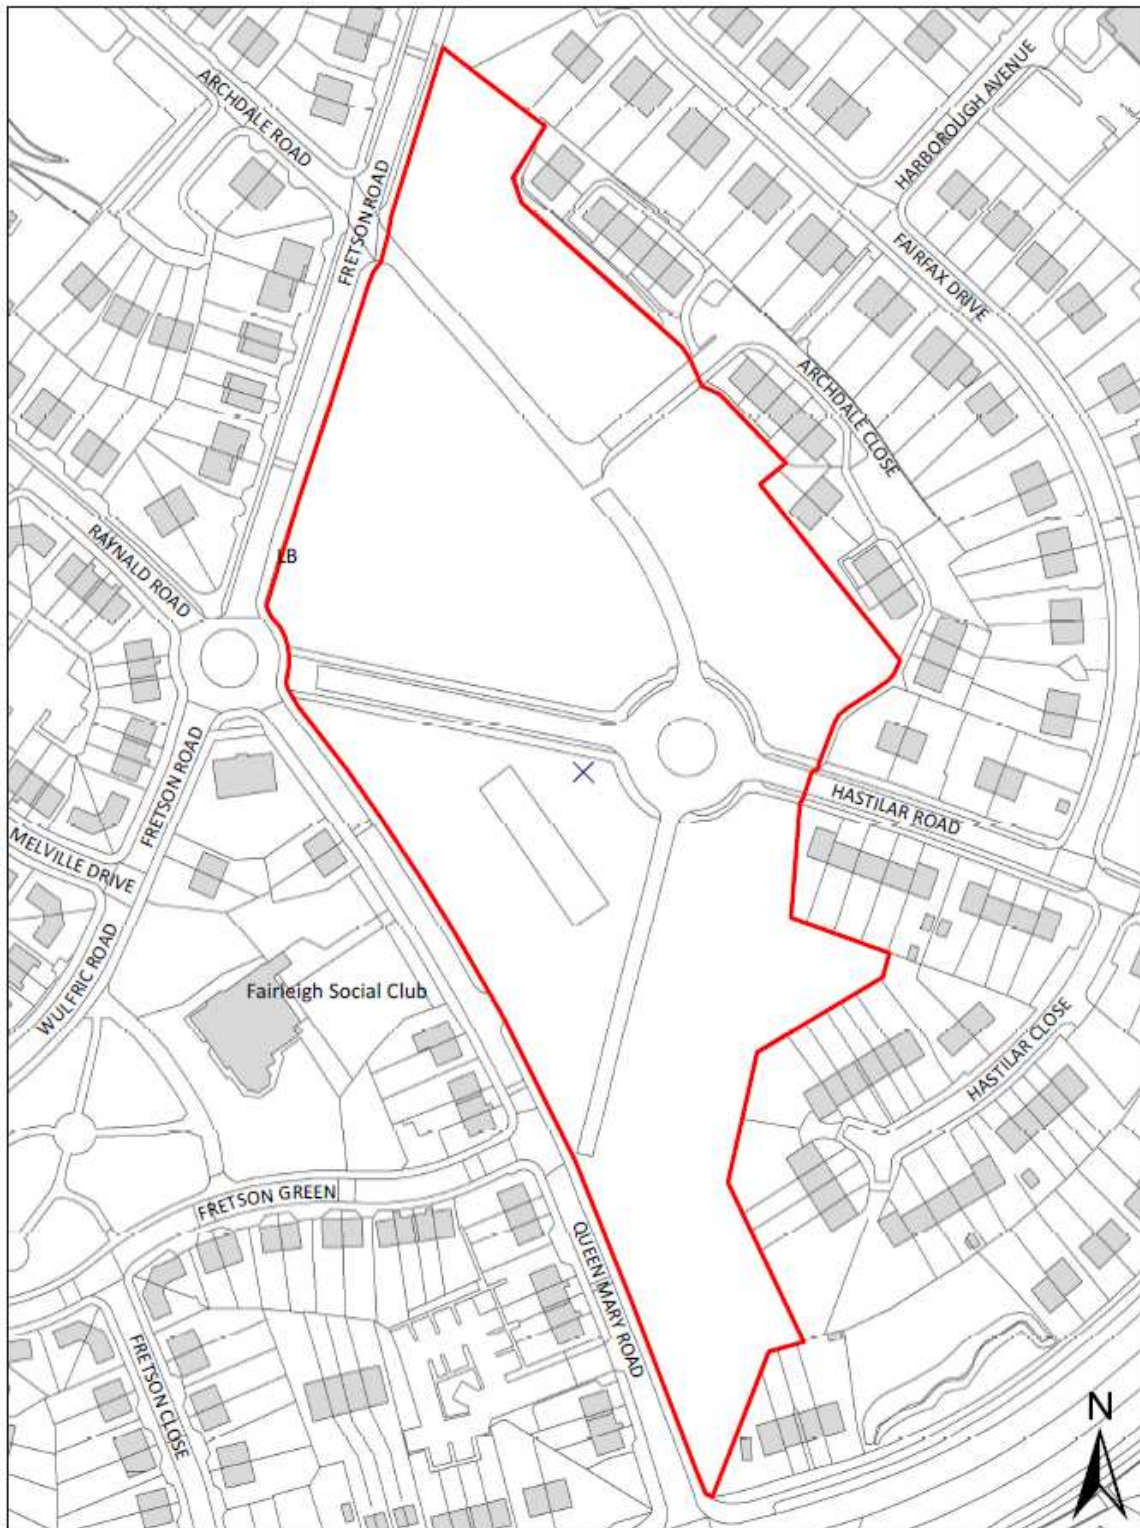 ARCHDALE ROAD
FRETSON ROAD
HARBOROUGH AVENUE
FAIRFAX DRIVE
ARCHDALE CLOSE
RAYNALD ROAD
LB
FRETSON ROAD
HASTILAR ROAD
MELVILLE DRIVE
WULFRIC ROAD
Fairleigh Social Club
HASTILAR CLOSE
FRETSON GREEN
QUEEN MARY ROAD
FRETSON CLOSE
N